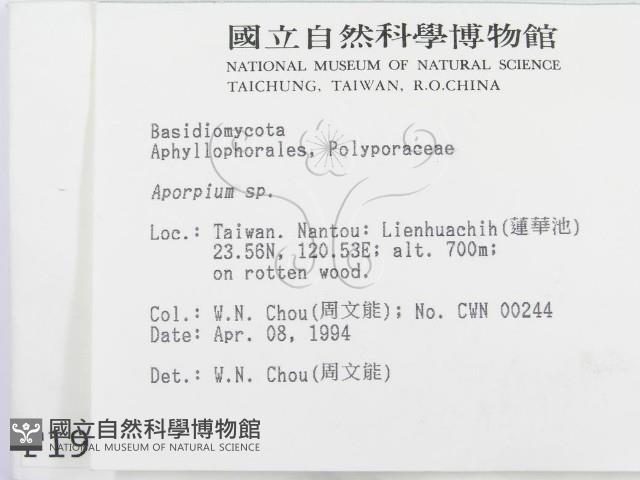 國立自然科學博物館
NATIONAL MUSEUM OF NATURAL SCIENCE
TAICHUNG, TAIWAN, R.O.CHINA
Basidiomycota
Aphyllophorales, Polyporaceae
Aporpium sp.
Loc.: Taiwan. Nantou: Lienhuachih(蓮華池)
23.56N, 120.53E; alt. 700m;
on rotten wood.
Col.: W.N. Chou(周文能); No. CWN 00244
Date: Apr. 08, 1994
Det.: W.N. Chou(周文能)
國立自然科學博物館
NATIONAL MUSEUM OF NATURAL SCIENCE